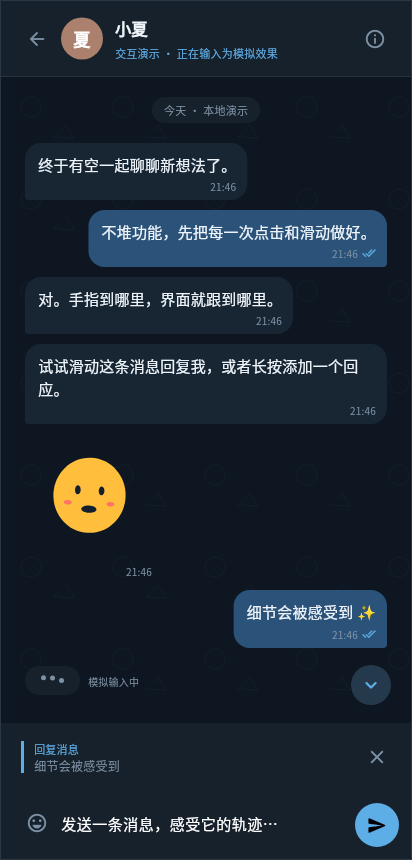 夏
小夏
交互演示 · 正在输入为模拟效果
今天 · 本地演示
终于有空一起聊聊新想法了。
21:46
不堆功能，先把每一次点击和滑动做好。
21:46
对。手指到哪里，界面就跟到哪里。
21:46
试试滑动这条消息回复我，或者长按添加一个回
应。
21:46
21:46
细节会被感受到 ✨
21:46
模拟输入中
回复消息
细节会被感受到
发送一条消息，感受它的轨迹…